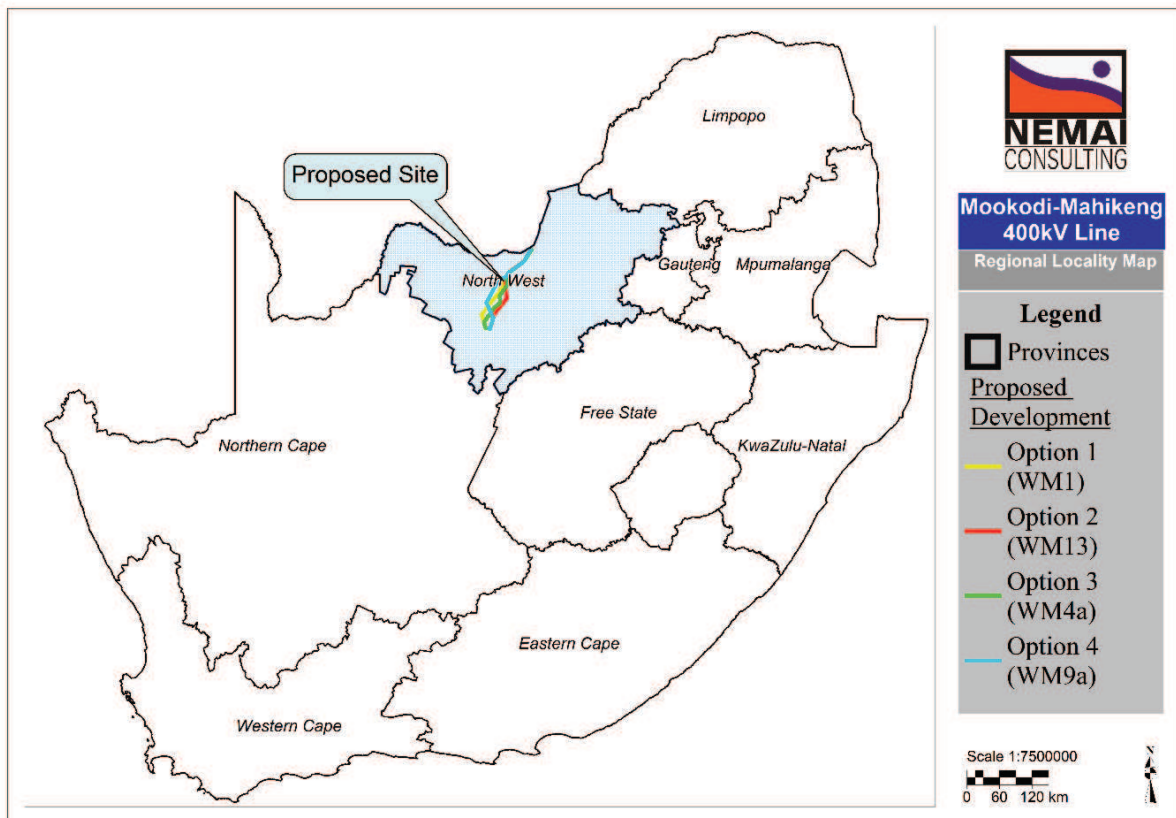 Limpopo
Proposed Site
North West
Gauteng
Mpumalanga
Free State
Northern Cape
KwaZulu-Natal
Eastern Cape
Western Cape
NEMAI
CONSULTING
Mookodi-Mahikeng
400kV Line
Regional Locality Map
Legend
Provinces
Proposed
Development
Option 1
(WM1)
Option 2
(WM13)
Option 3
(WM4a)
Option 4
(WM9a)
Scale 1:7500000
0 60 120 km
N